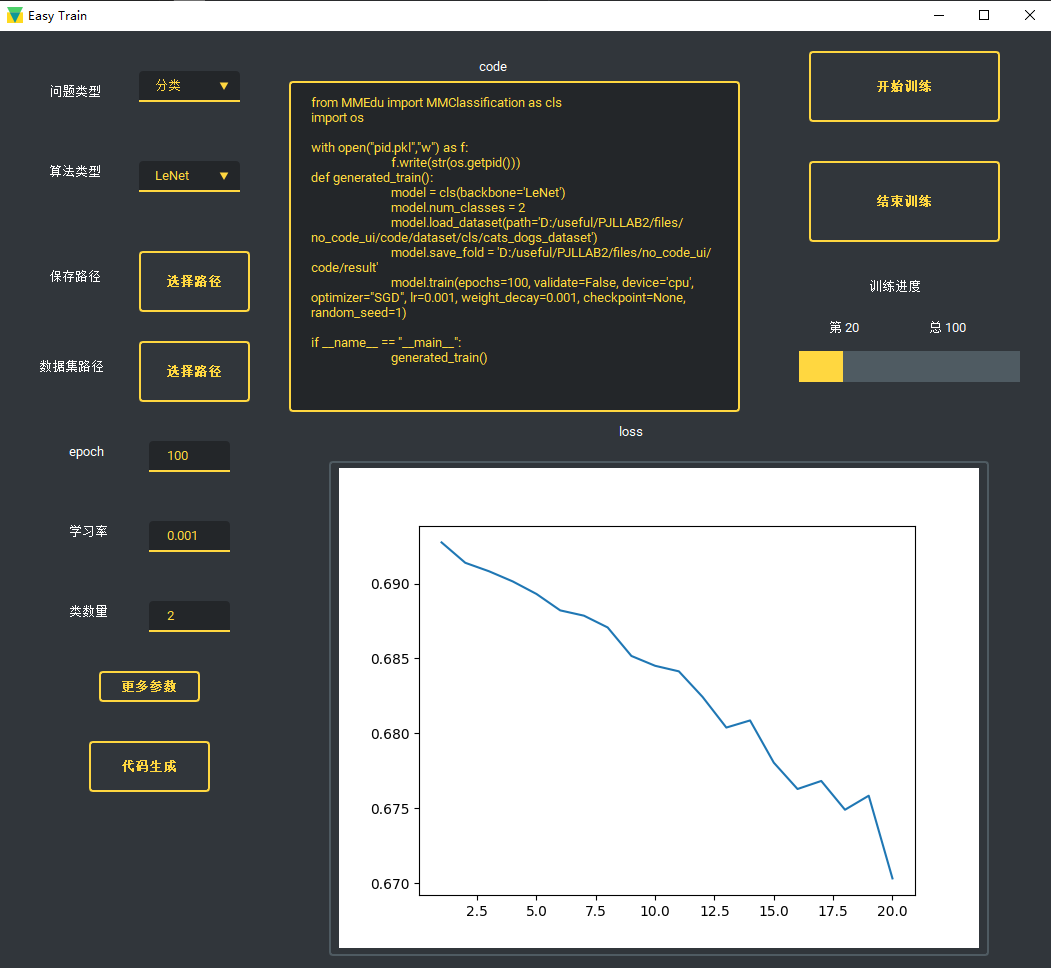 Easy Train
问题类型
分类
算法类型
LeNet
保存路径
选择路径
数据集路径
选择路径
epoch
100
学习率
0.001
类数量
2
更多参数
代码生成
code
from MMEdu import MMClassification as cls
import os
with open("pid.pkl","w") as f:
f.write(str(os.getpid()))
def generated_train():
model = cls(backbone='LeNet')
model.num_classes = 2
model.load_dataset(path='D:/useful/PJLLAB2/files/
no_code_ui/code/dataset/cls/cats_dogs_dataset')
model.save_fold = 'D:/useful/PJLLAB2/files/no_code_ui/
code/result'
model.train(epochs=100, validate=False, device='cpu',
optimizer="SGD", lr=0.001, weight_decay=0.001, checkpoint=None,
random_seed=1)
if __name__ == "__main__":
generated_train()
开始训练
结束训练
训练进度
第 20
总 100
loss
0.690
0.685
0.680
0.675
0.670
2.5 5.0 7.5 10.0 12.5 15.0 17.5 20.0